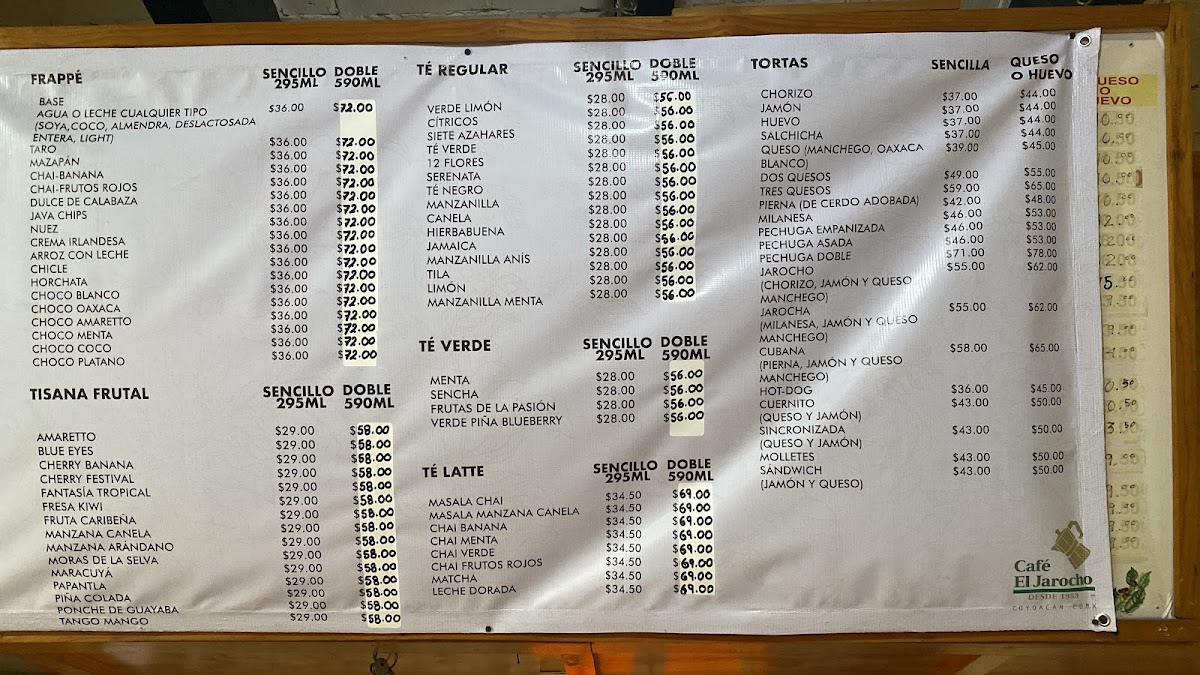 FRAPPÉ SENCILLO 295ML DOBLE 590ML
BASE
AGUA O LECHE CUALQUIER TIPO $36.00 $72.00
(SOYA,COCO, ALMENDRA, DESLACTOSADA
ENTERA, LIGHT)
TARO $36.00 $72.00
MAZAPÁN $36.00 $72.00
CHAI-BANANA $36.00 $72.00
CHAI-FRUTOS ROJOS $36.00 $72.00
DULCE DE CALABAZA $36.00 $72.00
JAVA CHIPS $36.00 $72.00
NUEZ $36.00 $72.00
CREMA IRLANDESA $36.00 $72.00
ARROZ CON LECHE $36.00 $72.00
CHICLE $36.00 $72.00
HORCHATA $36.00 $72.00
CHOCO BLANCO $36.00 $72.00
CHOCO OAXACA $36.00 $72.00
CHOCO AMARETTO $36.00 $72.00
CHOCO MENTA $36.00 $72.00
CHOCO COCO $36.00 $72.00
CHOCO PLATANO $36.00 $72.00
TISANA FRUTAL SENCILLO 295ML DOBLE 590ML
AMARETTO $29.00 $58.00
BLUE EYES $29.00 $58.00
CHERRY BANANA $29.00 $58.00
CHERRY FESTIVAL $29.00 $58.00
FANTASÍA TROPICAL $29.00 $58.00
FRESA KIWI $29.00 $58.00
FRUTA CARIBEÑA $29.00 $58.00
MANZANA CANELA $29.00 $58.00
MANZANA ARÁNDANO $29.00 $58.00
MORAS DE LA SELVA $29.00 $58.00
MARACUYÁ $29.00 $58.00
PAPANTLA $29.00 $58.00
PIÑA COLADA $29.00 $58.00
PONCHE DE GUAYABA $29.00 $58.00
TANGO MANGO $29.00 $58.00
TÉ REGULAR SENCILLO 295ML DOBLE 590ML
VERDE LIMÓN $28.00 $56.00
CÍTRICOS $28.00 $56.00
SIETE AZAHARES $28.00 $56.00
TÉ VERDE $28.00 $56.00
12 FLORES $28.00 $56.00
SERENATA $28.00 $56.00
TÉ NEGRO $28.00 $56.00
MANZANILLA $28.00 $56.00
CANELA $28.00 $56.00
HIERBABUENA $28.00 $56.00
JAMAICA $28.00 $56.00
MANZANILLA ANÍS $28.00 $56.00
TILA $28.00 $56.00
LIMÓN $28.00 $56.00
MANZANILLA MENTA $28.00 $56.00
TÉ VERDE SENCILLO 295ML DOBLE 590ML
MENTA $28.00 $56.00
SENCHA $28.00 $56.00
FRUTAS DE LA PASIÓN $28.00 $56.00
VERDE PIÑA BLUEBERRY $28.00 $56.00
TÉ LATTE SENCILLO 295ML DOBLE 590ML
MASALA CHAI $34.50 $69.00
MASALA MANZANA CANELA $34.50 $69.00
CHAI BANANA $34.50 $69.00
CHAI MENTA $34.50 $69.00
CHAI VERDE $34.50 $69.00
CHAI FRUTOS ROJOS $34.50 $69.00
MATCHA $34.50 $69.00
LECHE DORADA $34.50 $69.00
TORTAS SENCILLA QUESO O HUEVO
CHORIZO $37.00 $44.00
JAMÓN $37.00 $44.00
HUEVO $37.00 $44.00
SALCHICHA $37.00 $44.00
QUESO (MANCHEGO, OAXACA $39.00 $45.00
BLANCO)
DOS QUESOS $49.00 $55.00
TRES QUESOS $59.00 $65.00
PIERNA (DE CERDO ADOBADA) $42.00 $48.00
MILANESA $46.00 $53.00
PECHUGA EMPANIZADA $46.00 $53.00
PECHUGA ASADA $46.00 $53.00
PECHUGA DOBLE $71.00 $78.00
JAROCHO $55.00 $62.00
(CHORIZO, JAMÓN Y QUESO
MANCHEGO)
JAROCHA $55.00 $62.00
(MILANESA, JAMÓN Y QUESO
MANCHEGO)
CUBANA $58.00 $65.00
(PIERNA, JAMÓN Y QUESO
MANCHEGO)
HOT-DOG $36.00 $45.00
CUERNITO $43.00 $50.00
(QUESO Y JAMÓN)
SINCRONIZADA $43.00 $50.00
(QUESO Y JAMÓN)
MOLLETES $43.00 $50.00
SÁNDWICH $43.00 $50.00
(JAMÓN Y QUESO)
Café
El Jarocho
DESDE 1953
COYOACÁN CDMX